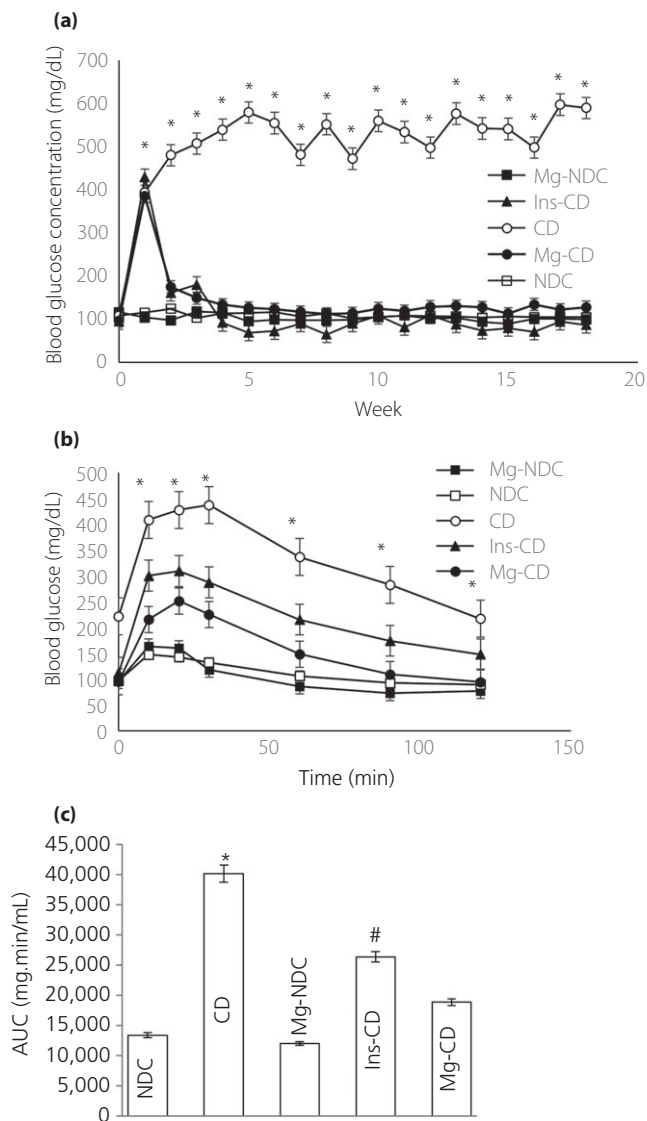 (a)
Blood glucose concentration (mg/dL)
700
600
500
400
300
200
100
0
* * * * * * * * * * * * * * * * * *
Mg-NDC
Ins-CD
CD
Mg-CD
NDC
0 5 10 15 20
Week
(b)
Blood glucose (mg/dL)
500
450
400
350
300
250
200
150
100
50
0
* * * * * *
Mg-NDC
NDC
CD
Ins-CD
Mg-CD
0 50 100 150
Time (min)
(c)
AUC (mg.min/mL)
45,000
40,000
35,000
30,000
25,000
20,000
15,000
10,000
5,000
0
NDC
*
CD
Mg-NDC
#
Ins-CD
Mg-CD